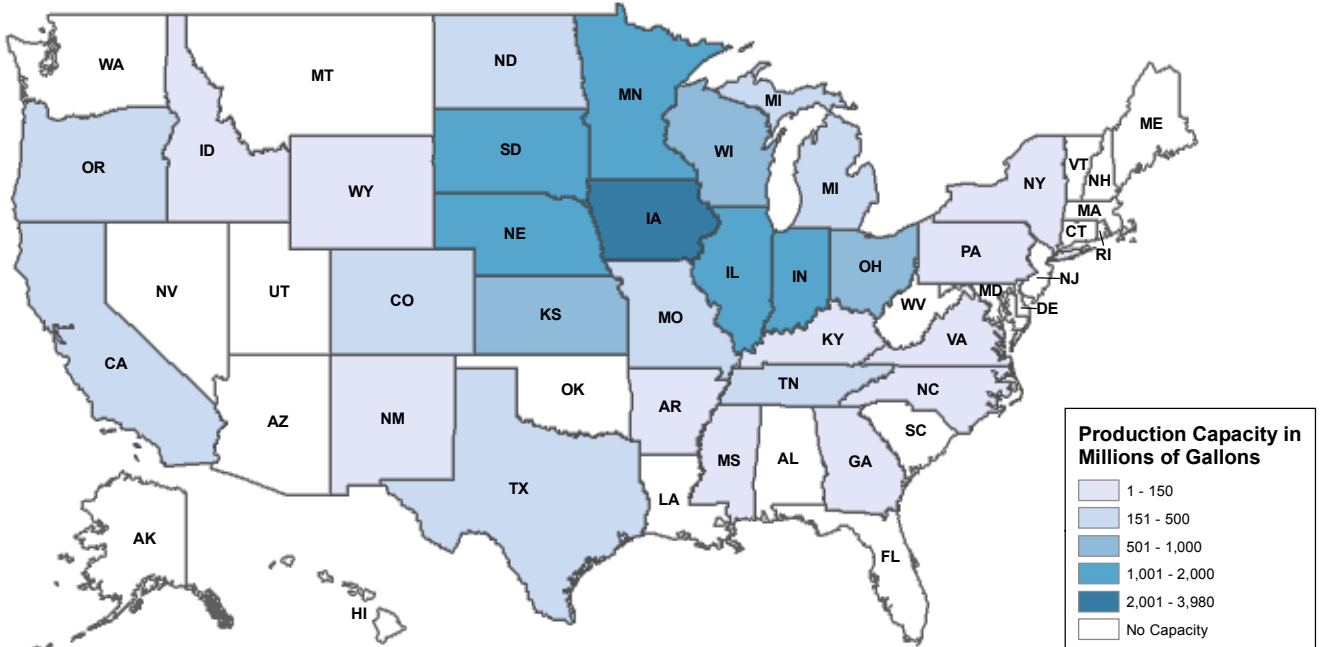 WA
MT
ND
MN
MI
ME
OR
ID
SD
WI
VT
NH
WY
MI
NY
MA
IA
CT
NE
PA
RI
IL
IN
OH
NJ
NV
UT
CO
KS
MO
WV
MD
DE
CA
KY
VA
TN
OK
NC
AZ
NM
AR
SC
MS
AL
GA
TX
LA
AK
FL
HI
Production Capacity in
Millions of Gallons
1 - 150
151 - 500
501 - 1,000
1,001 - 2,000
2,001 - 3,980
No Capacity